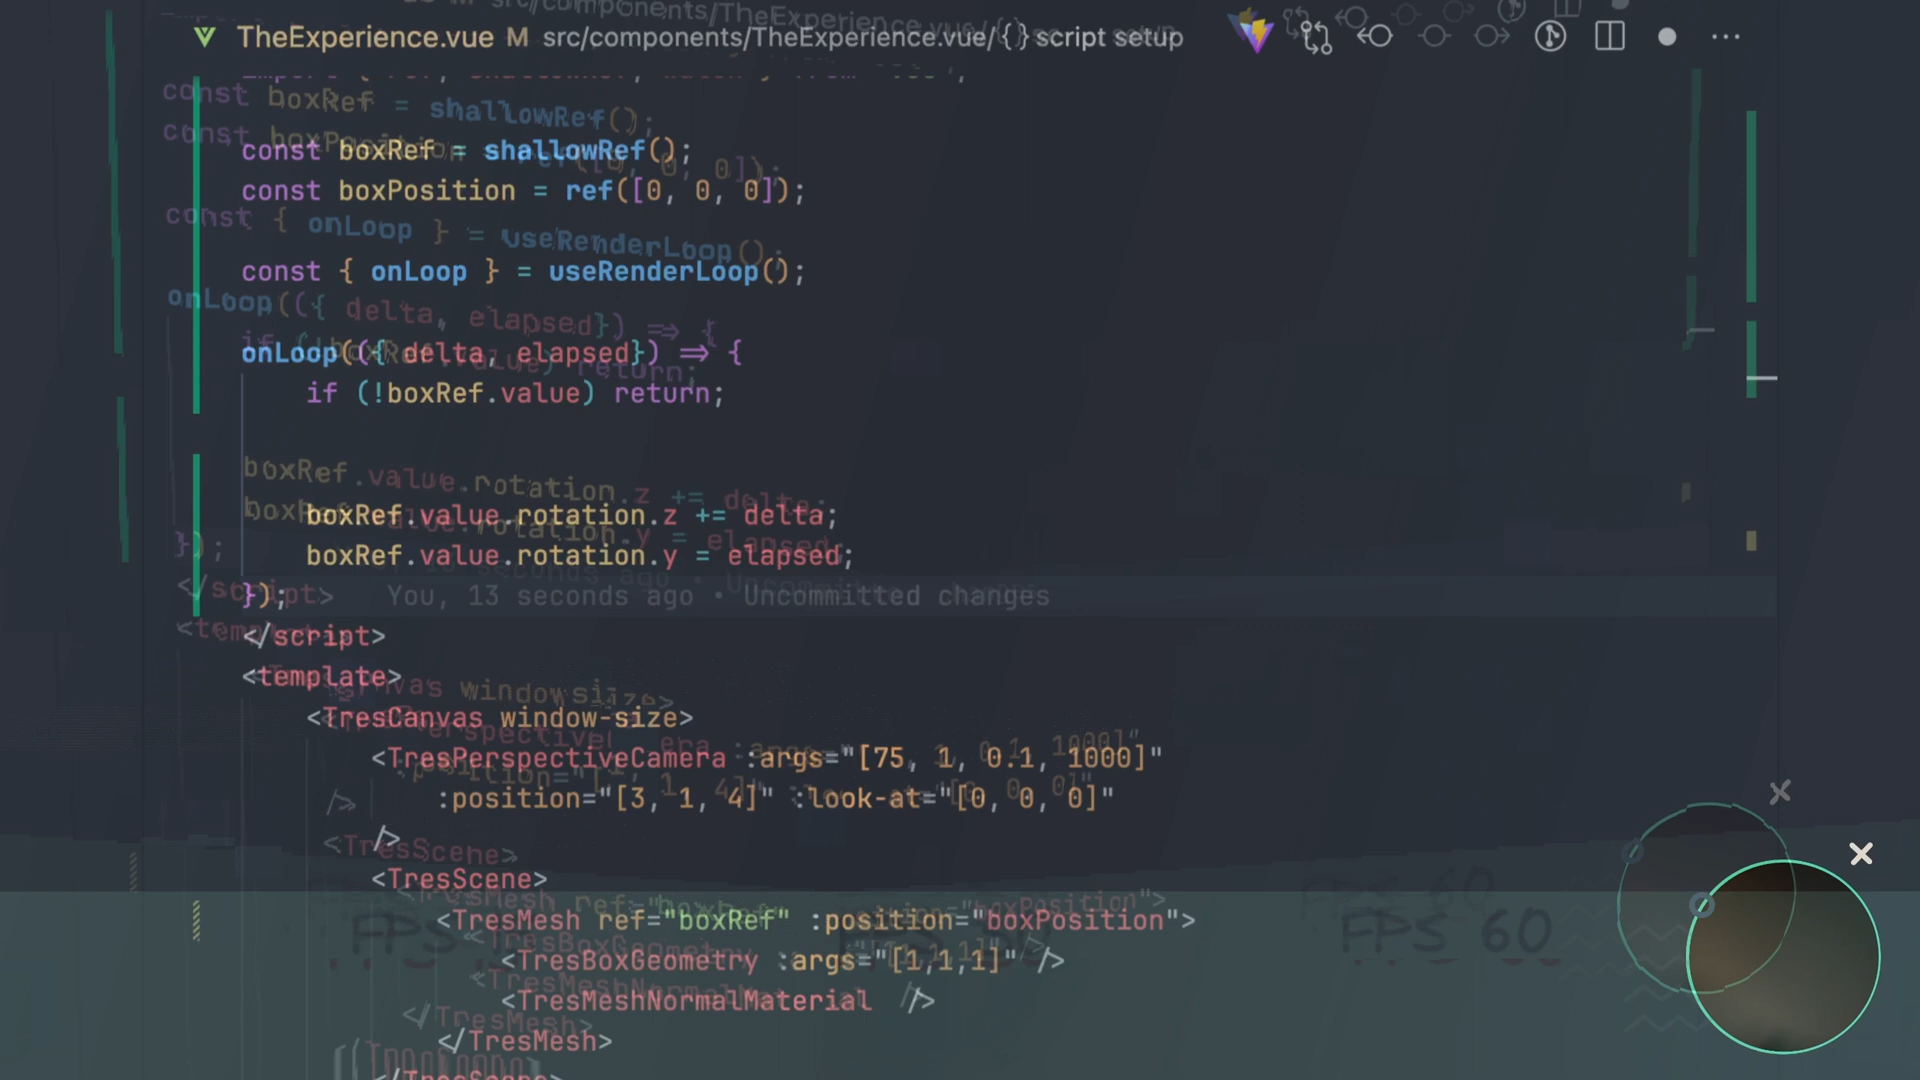 TheExperience.vue M src/components/TheExperience.vue/{} script setup
const boxRef = shallowRef();
const boxPosition = ref([0, 0, 0]);
const { onLoop } = useRenderLoop();
onLoop(({ delta, elapsed}) => {
if (!boxRef.value) return;
boxRef.value.rotation.z += delta;
boxRef.value.rotation.y = elapsed;
});
You, 13 seconds ago • Uncommitted changes
</script>
<template>
<TresCanvas window-size>
<TresPerspectiveCamera :args="[75, 1, 0.1, 1000]"
:position="[3, 1, 4]" :look-at="[0, 0, 0]"
/>
<TresScene>
<TresMesh ref="boxRef" :position="boxPosition">
<TresBoxGeometry :args="[1,1,1]" />
<TresMeshNormalMaterial />
</TresMesh>
</TresScene>
FPS 60